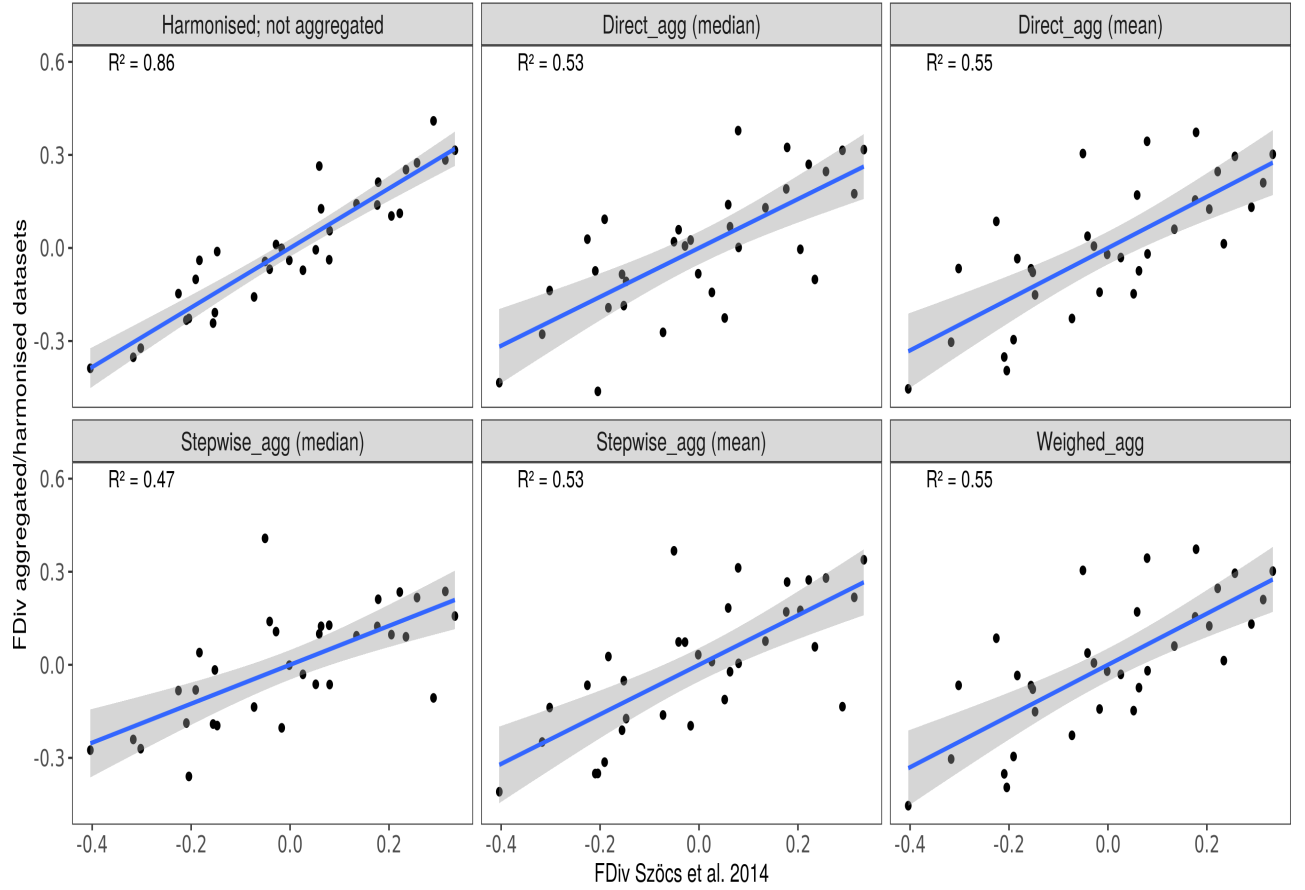 Harmonised; not aggregated
Direct_agg (median)
Direct_agg (mean)
R² = 0.86
R² = 0.53
R² = 0.55
0.6
0.3
0.0
-0.3
Stepwise_agg (median)
Stepwise_agg (mean)
Weighed_agg
R² = 0.47
R² = 0.53
R² = 0.55
0.6
0.3
0.0
-0.3
-0.4 -0.2 0.0 0.2
-0.4 -0.2 0.0 0.2
-0.4 -0.2 0.0 0.2
FDiv Szöcs et al. 2014
FDiv aggregated/harmonised datasets